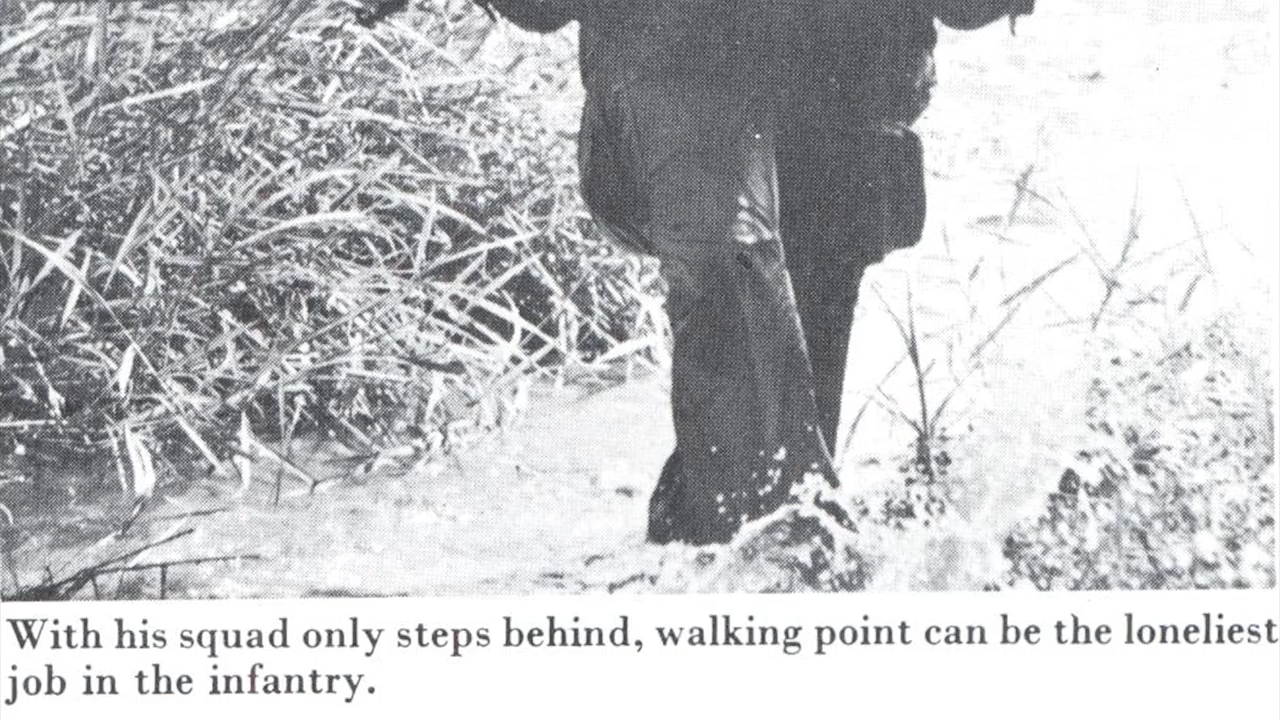 With his squad only steps behind, walking point can be the loneliest
job in the infantry.